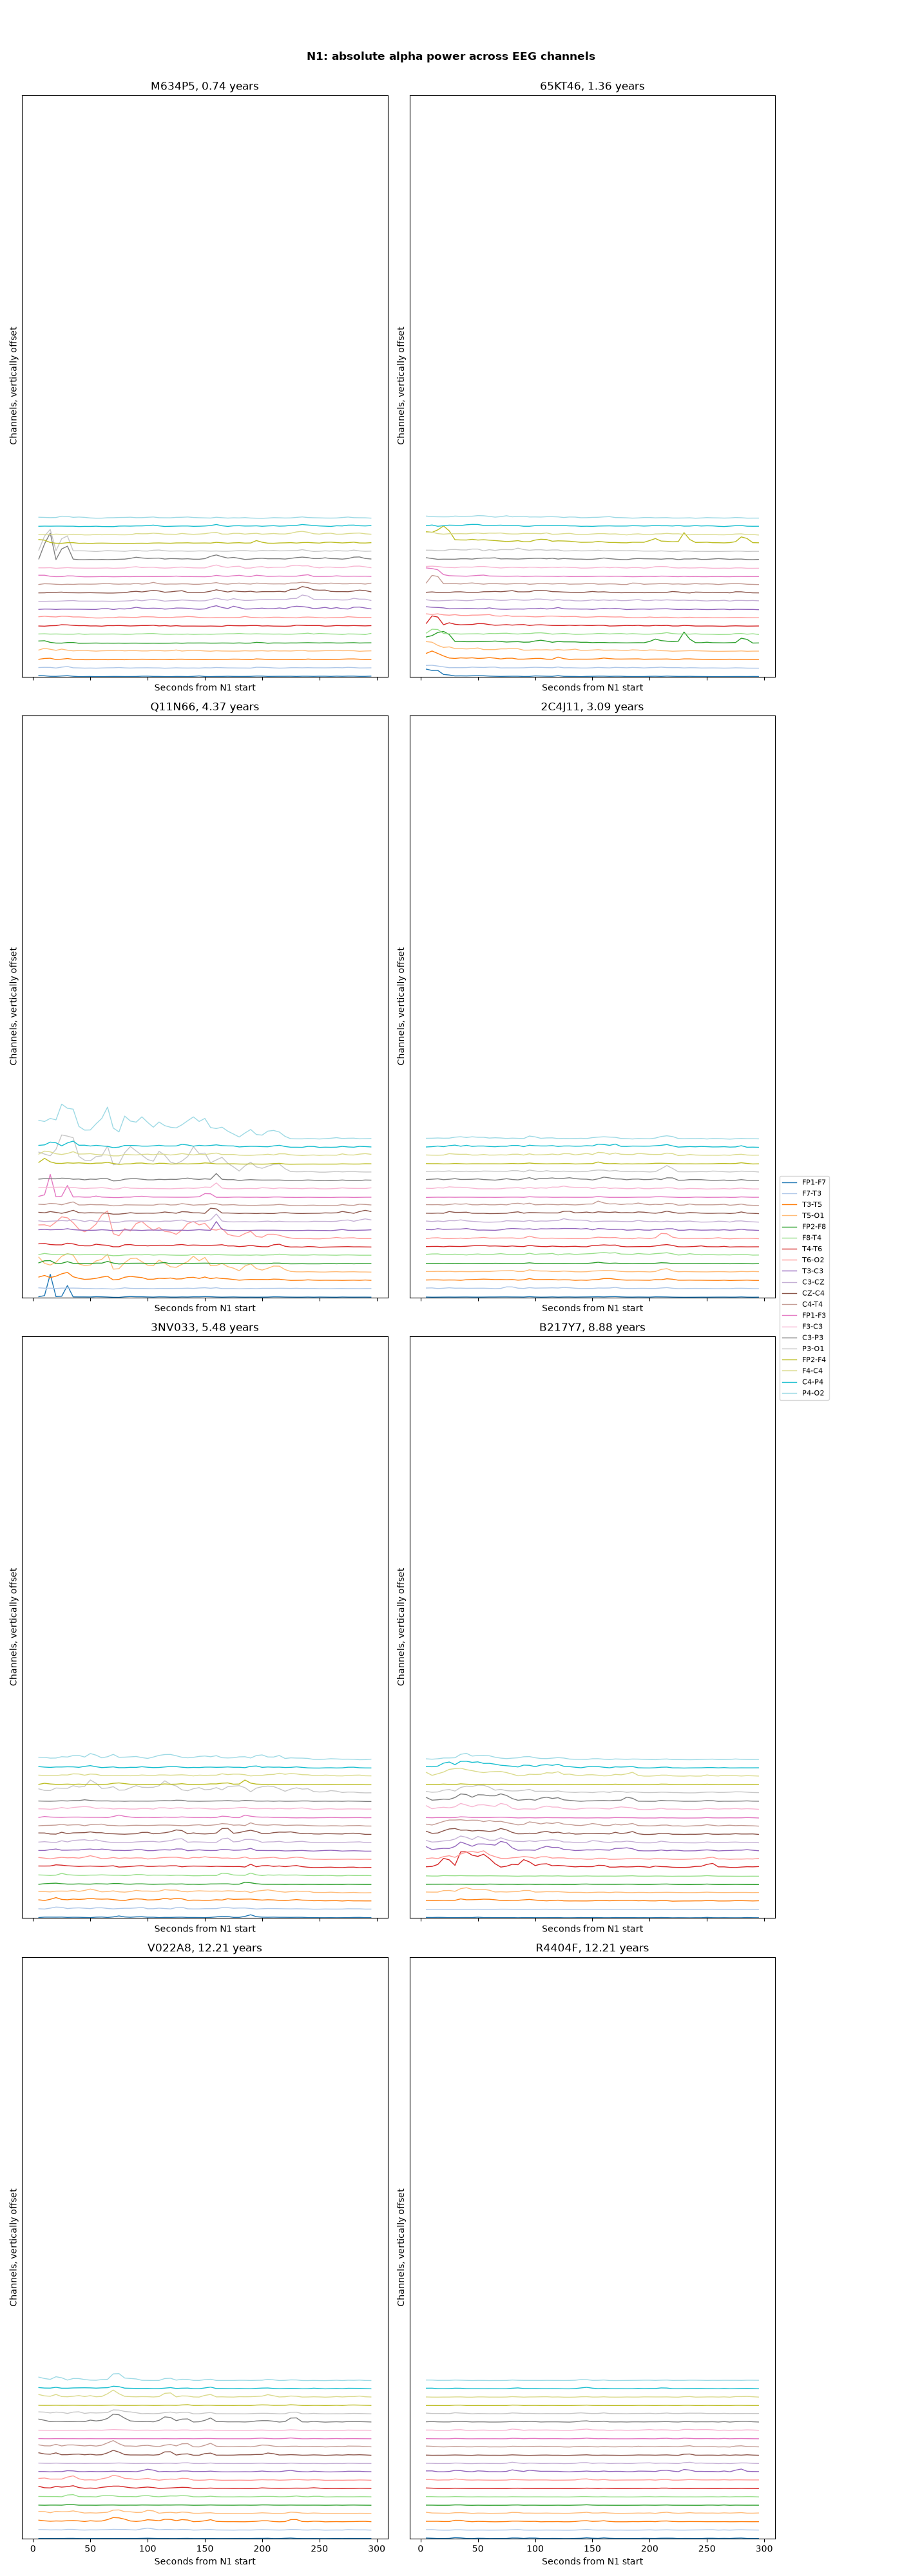 N1: absolute alpha power across EEG channels
M634P5, 0.74 years
65KT46, 1.36 years
Channels, vertically offset
Channels, vertically offset
Seconds from N1 start
Seconds from N1 start
Q11N66, 4.37 years
2C4J11, 3.09 years
Channels, vertically offset
Channels, vertically offset
Seconds from N1 start
Seconds from N1 start
FP1-F7
F7-T3
T3-T5
T5-O1
FP2-F8
F8-T4
T4-T6
T6-O2
T3-C3
C3-CZ
CZ-C4
C4-T4
FP1-F3
F3-C3
C3-P3
P3-O1
FP2-F4
F4-C4
C4-P4
P4-O2
3NV033, 5.48 years
B217Y7, 8.88 years
Channels, vertically offset
Channels, vertically offset
Seconds from N1 start
Seconds from N1 start
V022A8, 12.21 years
R4404F, 12.21 years
Channels, vertically offset
Channels, vertically offset
0 50 100 150 200 250 300
0 50 100 150 200 250 300
Seconds from N1 start
Seconds from N1 start